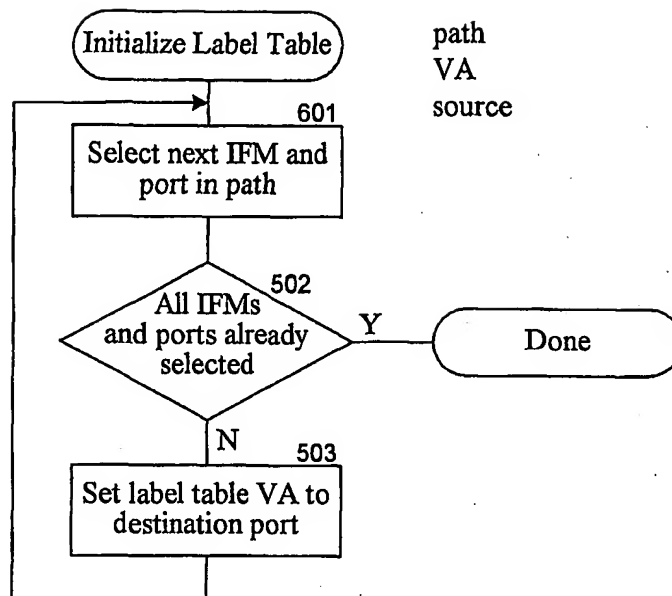 Initialize Label Table
path
VA
source
601
Select next IFM and
port in path
502
All IFMs
and ports already
selected
Y
Done
N
503
Set label table VA to
destination port